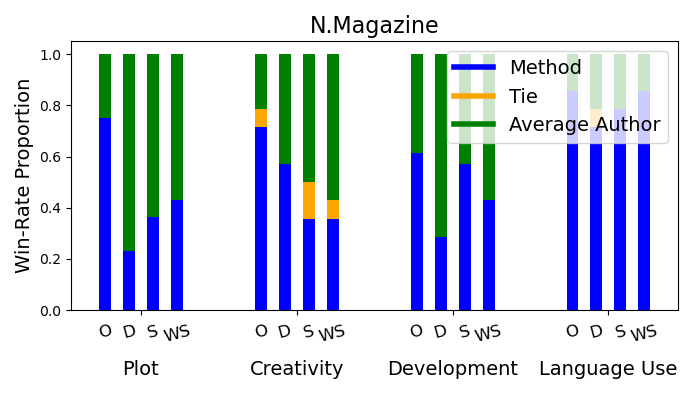 N.Magazine
Win-Rate Proportion
1.0
0.8
0.6
0.4
0.2
0.0
Method
Tie
Average Author
O D S WS O D S WS O D S WS O D S WS
Plot Creativity Development Language Use